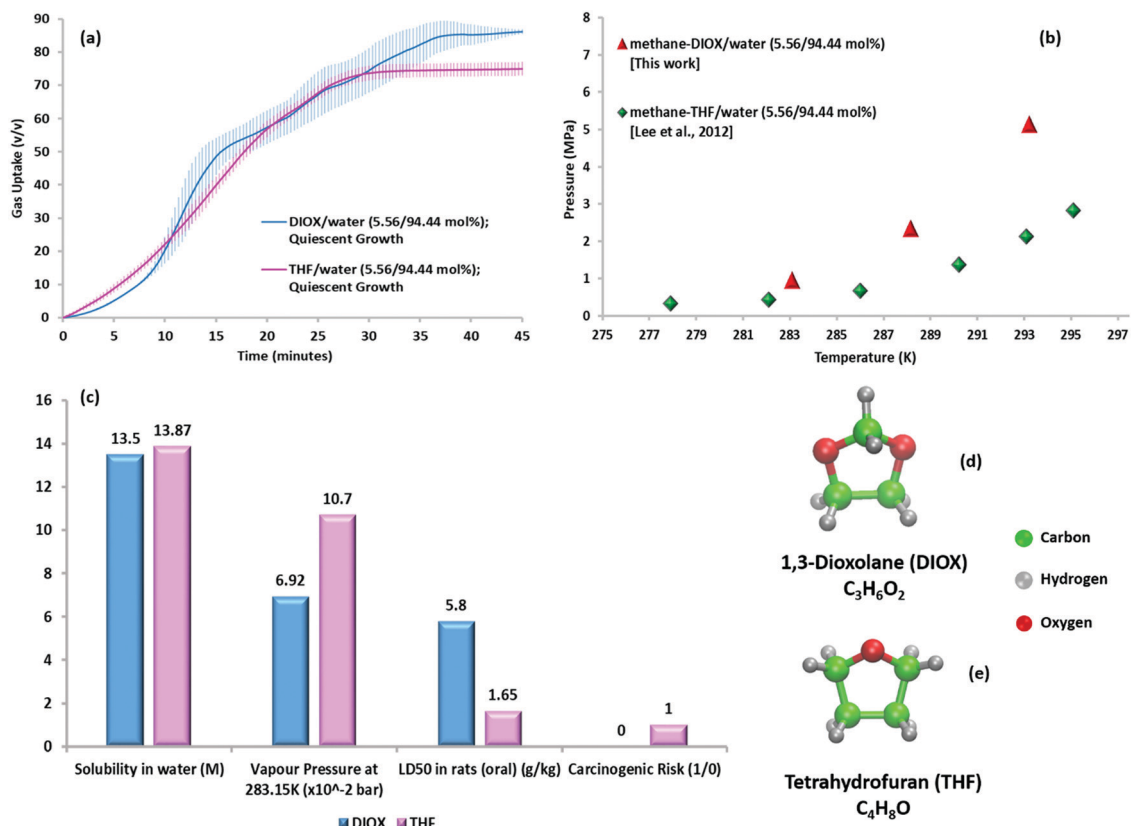 (a)
90
80
70
60
50
40
30
20
10
0
Gas Uptake (v/v)
DIOX/water (5.56/94.44 mol%);
Quiescent Growth
THF/water (5.56/94.44 mol%);
Quiescent Growth
0 5 10 15 20 25 30 35 40 45
Time (minutes)
(b)
8
7
6
5
4
3
2
1
0
Pressure (MPa)
methane-DIOX/water (5.56/94.44 mol%)
[This work]
methane-THF/water (5.56/94.44 mol%)
[Lee et al., 2012]
275 277 279 281 283 285 287 289 291 293 295 297
Temperature (K)
(c)
16
14
12
10
8
6
4
2
0
13.5 13.87
6.92 10.7
5.8 1.65
0 1
Solubility in water (M)
Vapour Pressure at
283.15K (x10^-2 bar)
LD50 in rats (oral) (g/kg)
Carcinogenic Risk (1/0)
DIOX THF
(d)
1,3-Dioxolane (DIOX)
C₃H₆O₂
Carbon
Hydrogen
Oxygen
(e)
Tetrahydrofuran (THF)
C₄H₈O